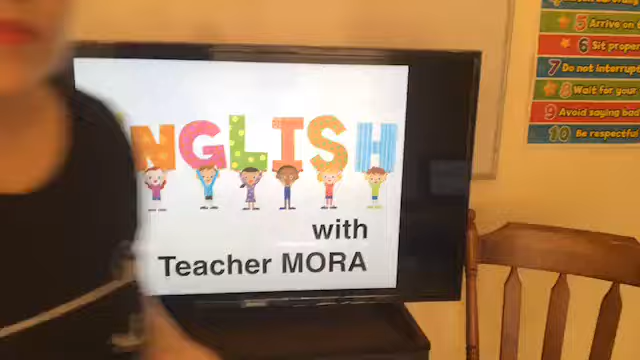 ENGLISH
with
Teacher MORA
5 Arrive on
6 Sit
7 Do not interrupt
8 Wait for your
9 Avoid saying bad
10 Be respectful